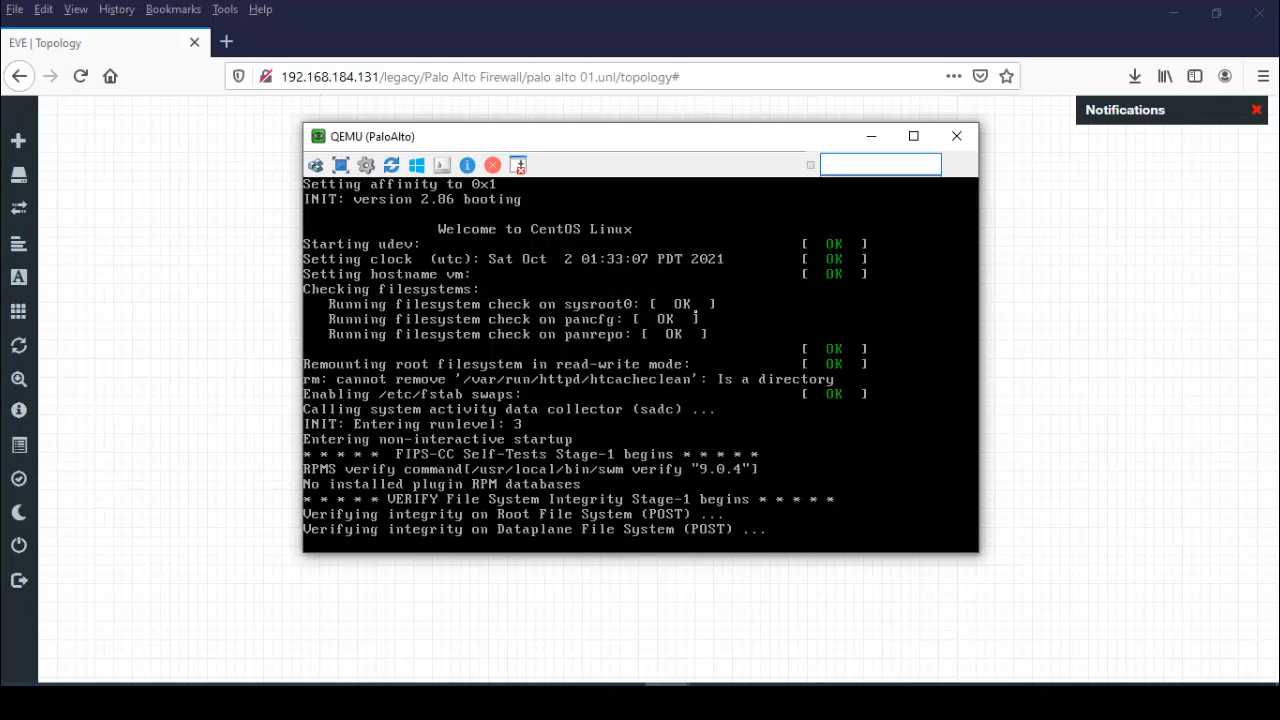 File Edit View History Bookmarks Tools Help
EVE | Topology
192.168.184.131/legacy/Palo Alto Firewall/palo alto 01.unl/topology#
Notifications
QEMU (PaloAlto)
Setting affinity to 0x1
INIT: version 2.86 booting
Welcome to CentOS Linux
Starting udev: [ OK ]
Setting clock (utc): Sat Oct 2 01:33:07 PDT 2021 [ OK ]
Setting hostname vm: [ OK ]
Checking filesystems:
Running filesystem check on sysroot0: [ OK ]
Running filesystem check on pancfg: [ OK ]
Running filesystem check on panrepo: [ OK ]
[ OK ]
Remounting root filesystem in read-write mode: [ OK ]
rm: cannot remove '/var/run/httpd/htcacheclean': Is a directory
Enabling /etc/fstab swaps: [ OK ]
Calling system activity data collector (sadc) ...
INIT: Entering runlevel: 3
Entering non-interactive startup
* * * * * FIPS-CC Self-Tests Stage-1 begins * * * * *
RPMS verify command[/usr/local/bin/swm verify "9.0.4"]
No installed plugin RPM databases
* * * * * VERIFY File System Integrity Stage-1 begins * * * * *
Verifying integrity on Root File System (POST) ...
Verifying integrity on Dataplane File System (POST) ...